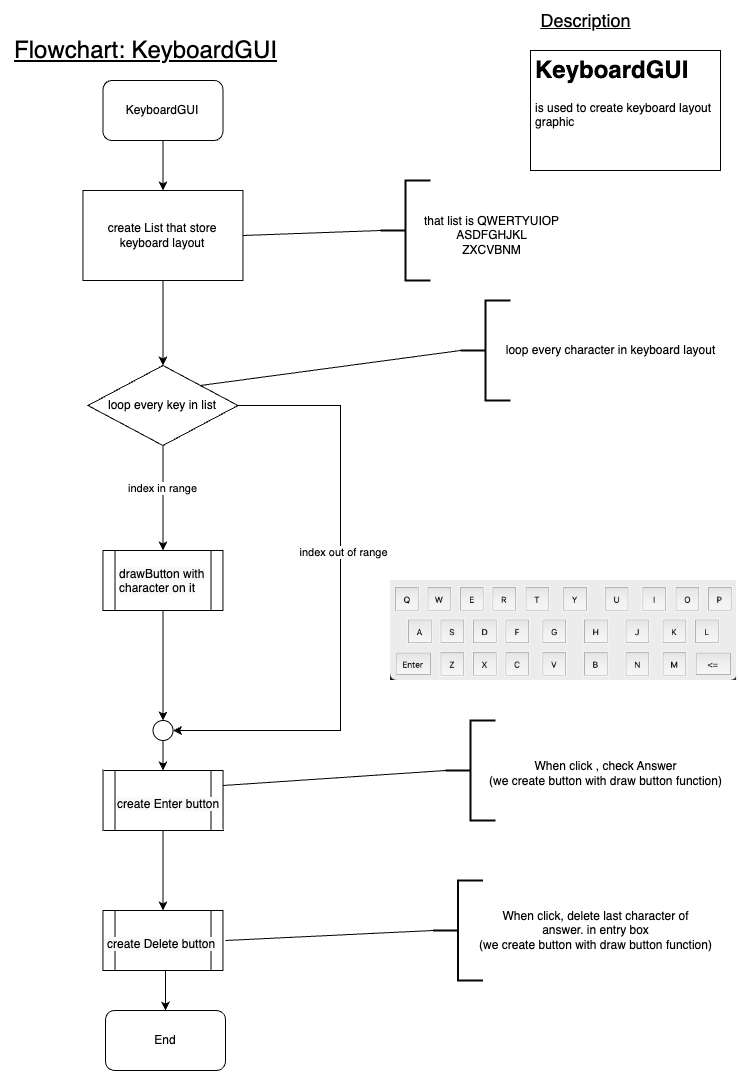 Description
Flowchart: KeyboardGUI
KeyboardGUI
is used to create keyboard layout
graphic
KeyboardGUI
create List that store
keyboard layout
that list is QWERTYUIOP
ASDFGHJKL
ZXCVBNM
loop every character in keyboard layout
loop every key in list
index in range
index out of range
drawButton with
character on it
Q W E R T Y U I O P
A S D F G H J K L
Enter Z X C V B N M <=
When click , check Answer
(we create button with draw button function)
create Enter button
When click, delete last character of
answer. in entry box
(we create button with draw button function)
create Delete button
End